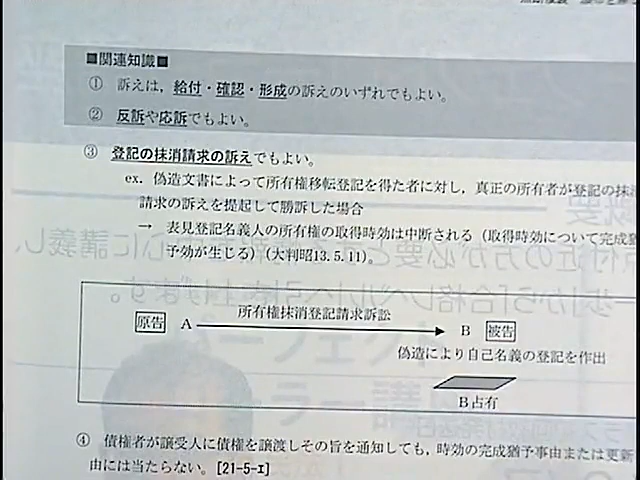 ■関連知識■
① 訴えは，給付・確認・形成の訴えのいずれでもよい。
② 反訴や応訴でもよい。
③ 登記の抹消請求の訴えでもよい。
ex. 偽造文書によって所有権移転登記を得た者に対し，真正の所有者が登記の抹消
請求の訴えを提起して勝訴した場合
→ 表見登記名義人の所有権の取得時効は中断される（取得時効について完成猶
予効が生じる）（大判昭13.5.11）。
所有権抹消登記請求訴訟
原告 A B 被告
偽造により自己名義の登記を作出
B占有
④ 債権者が譲受人に債権を譲渡しその旨を通知しても，時効の完成猶予事由または更新
由には当たらない。[21-5-ｴ]